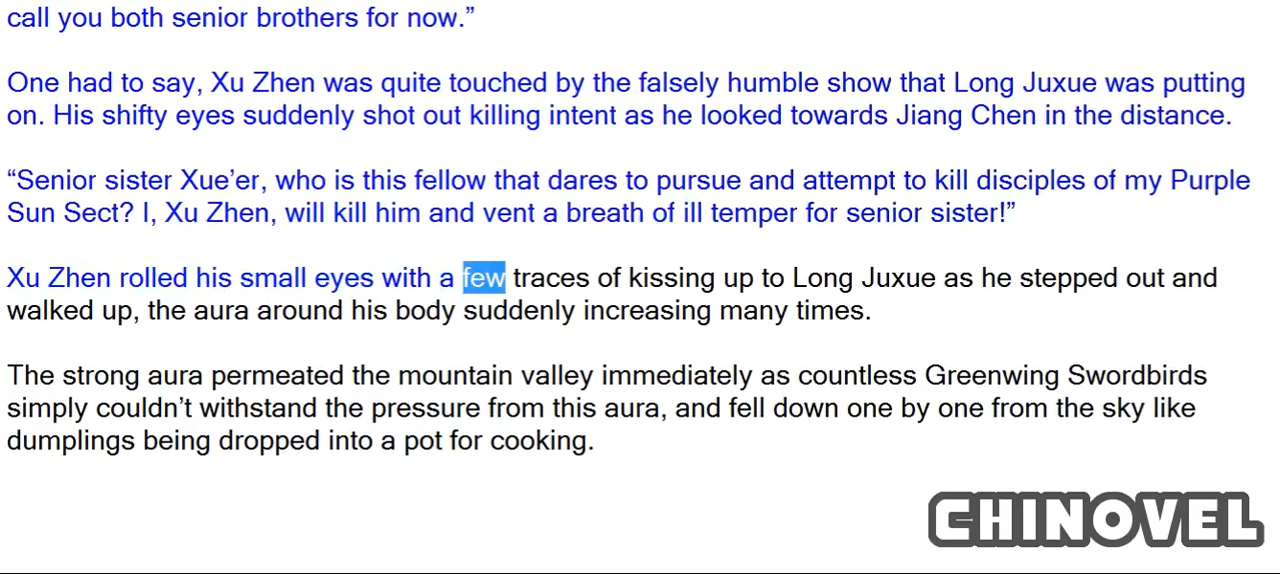 call you both senior brothers for now.”
One had to say, Xu Zhen was quite touched by the falsely humble show that Long Juxue was putting
on. His shifty eyes suddenly shot out killing intent as he looked towards Jiang Chen in the distance.
“Senior sister Xue’er, who is this fellow that dares to pursue and attempt to kill disciples of my Purple
Sun Sect? I, Xu Zhen, will kill him and vent a breath of ill temper for senior sister!”
Xu Zhen rolled his small eyes with a few traces of kissing up to Long Juxue as he stepped out and
walked up, the aura around his body suddenly increasing many times.
The strong aura permeated the mountain valley immediately as countless Greenwing Swordbirds
simply couldn’t withstand the pressure from this aura, and fell down one by one from the sky like
dumplings being dropped into a pot for cooking.
CHINOVEL